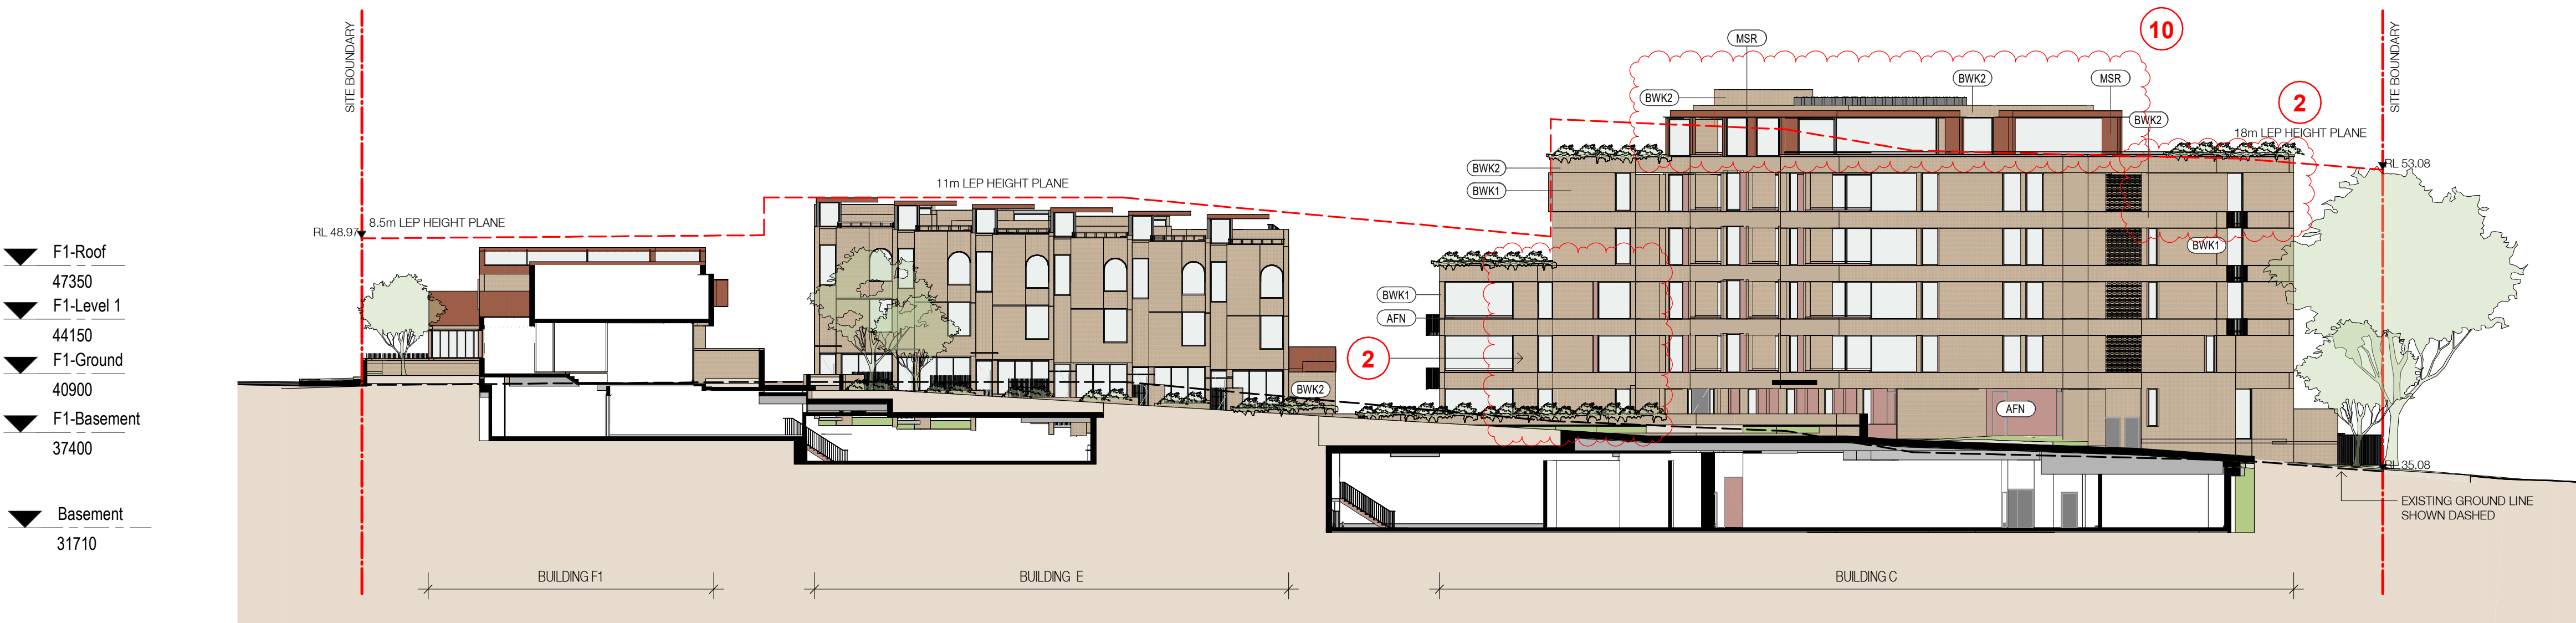 SITE BOUNDARY
10
MSR
BWK2
MSR
SITE BOUNDARY
BWK2
2
BWK2
18m LEP HEIGHT PLANE
RL 53.08
BWK2
11m LEP HEIGHT PLANE
BWK1
8.5m LEP HEIGHT PLANE
RL 48.97
BWK1
F1-Roof
47350
BWK1
F1-Level 1
AFN
44150
2
F1-Ground
40900
BWK2
AFN
F1-Basement
37400
RL 35.08
EXISTING GROUND LINE
SHOWN DASHED
Basement
31710
BUILDING F1
BUILDING E
BUILDING C